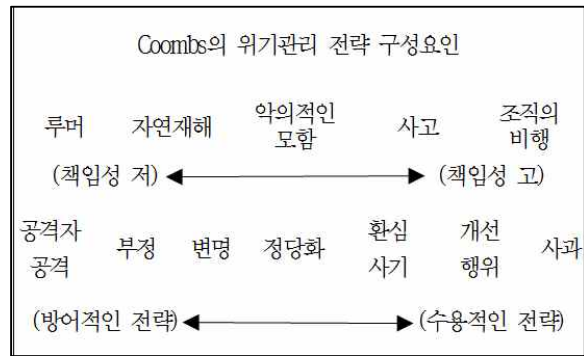 Coombs의 위기관리 전략 구성요인
루머 자연재해 악의적인 모함 사고 조직의 비행
(책임성 저) (책임성 고)
공격자 공격 부정 변명 정당화 환심 사기 개선 행위 사과
(방어적인 전략) (수용적인 전략)